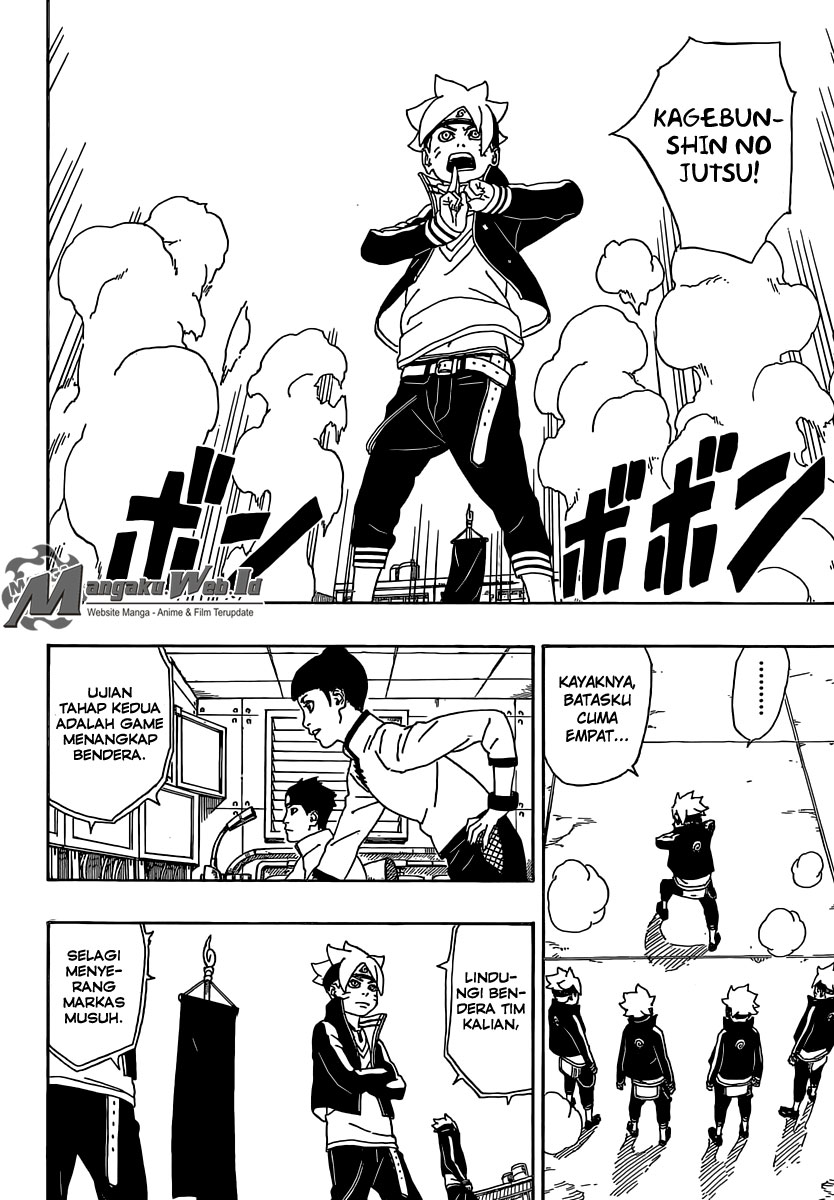 KAGEBUN-
SHIN NO
JUTSU!
ボン
ボボン
Mangaku.Web.Id
Website Manga - Anime & Film Terupdate
........
KAYAKNYA,
BATASKU
CUMA
EMPAT...
UJIAN
TAHAP KEDUA
ADALAH GAME
MENANGKAP
BENDERA.
LINDU-
NGI BEN-
DERA TIM
KALIAN,
SELAGI
MENYE-
RANG
MARKAS
MUSUH.